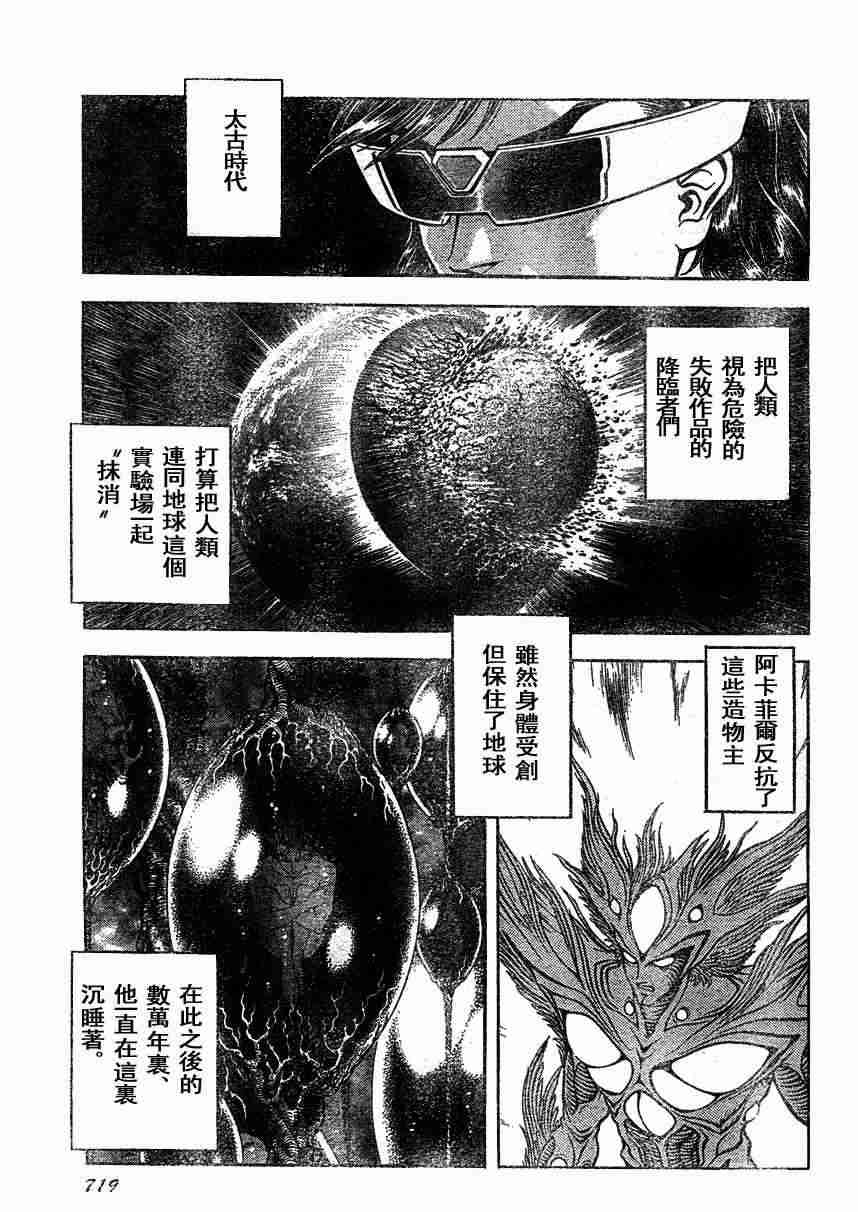 太古時代
把人類
視為危險的
失敗作品的
降臨者們
打算把人類
連同地球這個
實驗場一起
〝抹消〞
阿卡菲爾反抗了
這些造物主
雖然身體受創
但保住了地球
在此之後的
數萬年裏、
他一直在這裏
沉睡著。
719